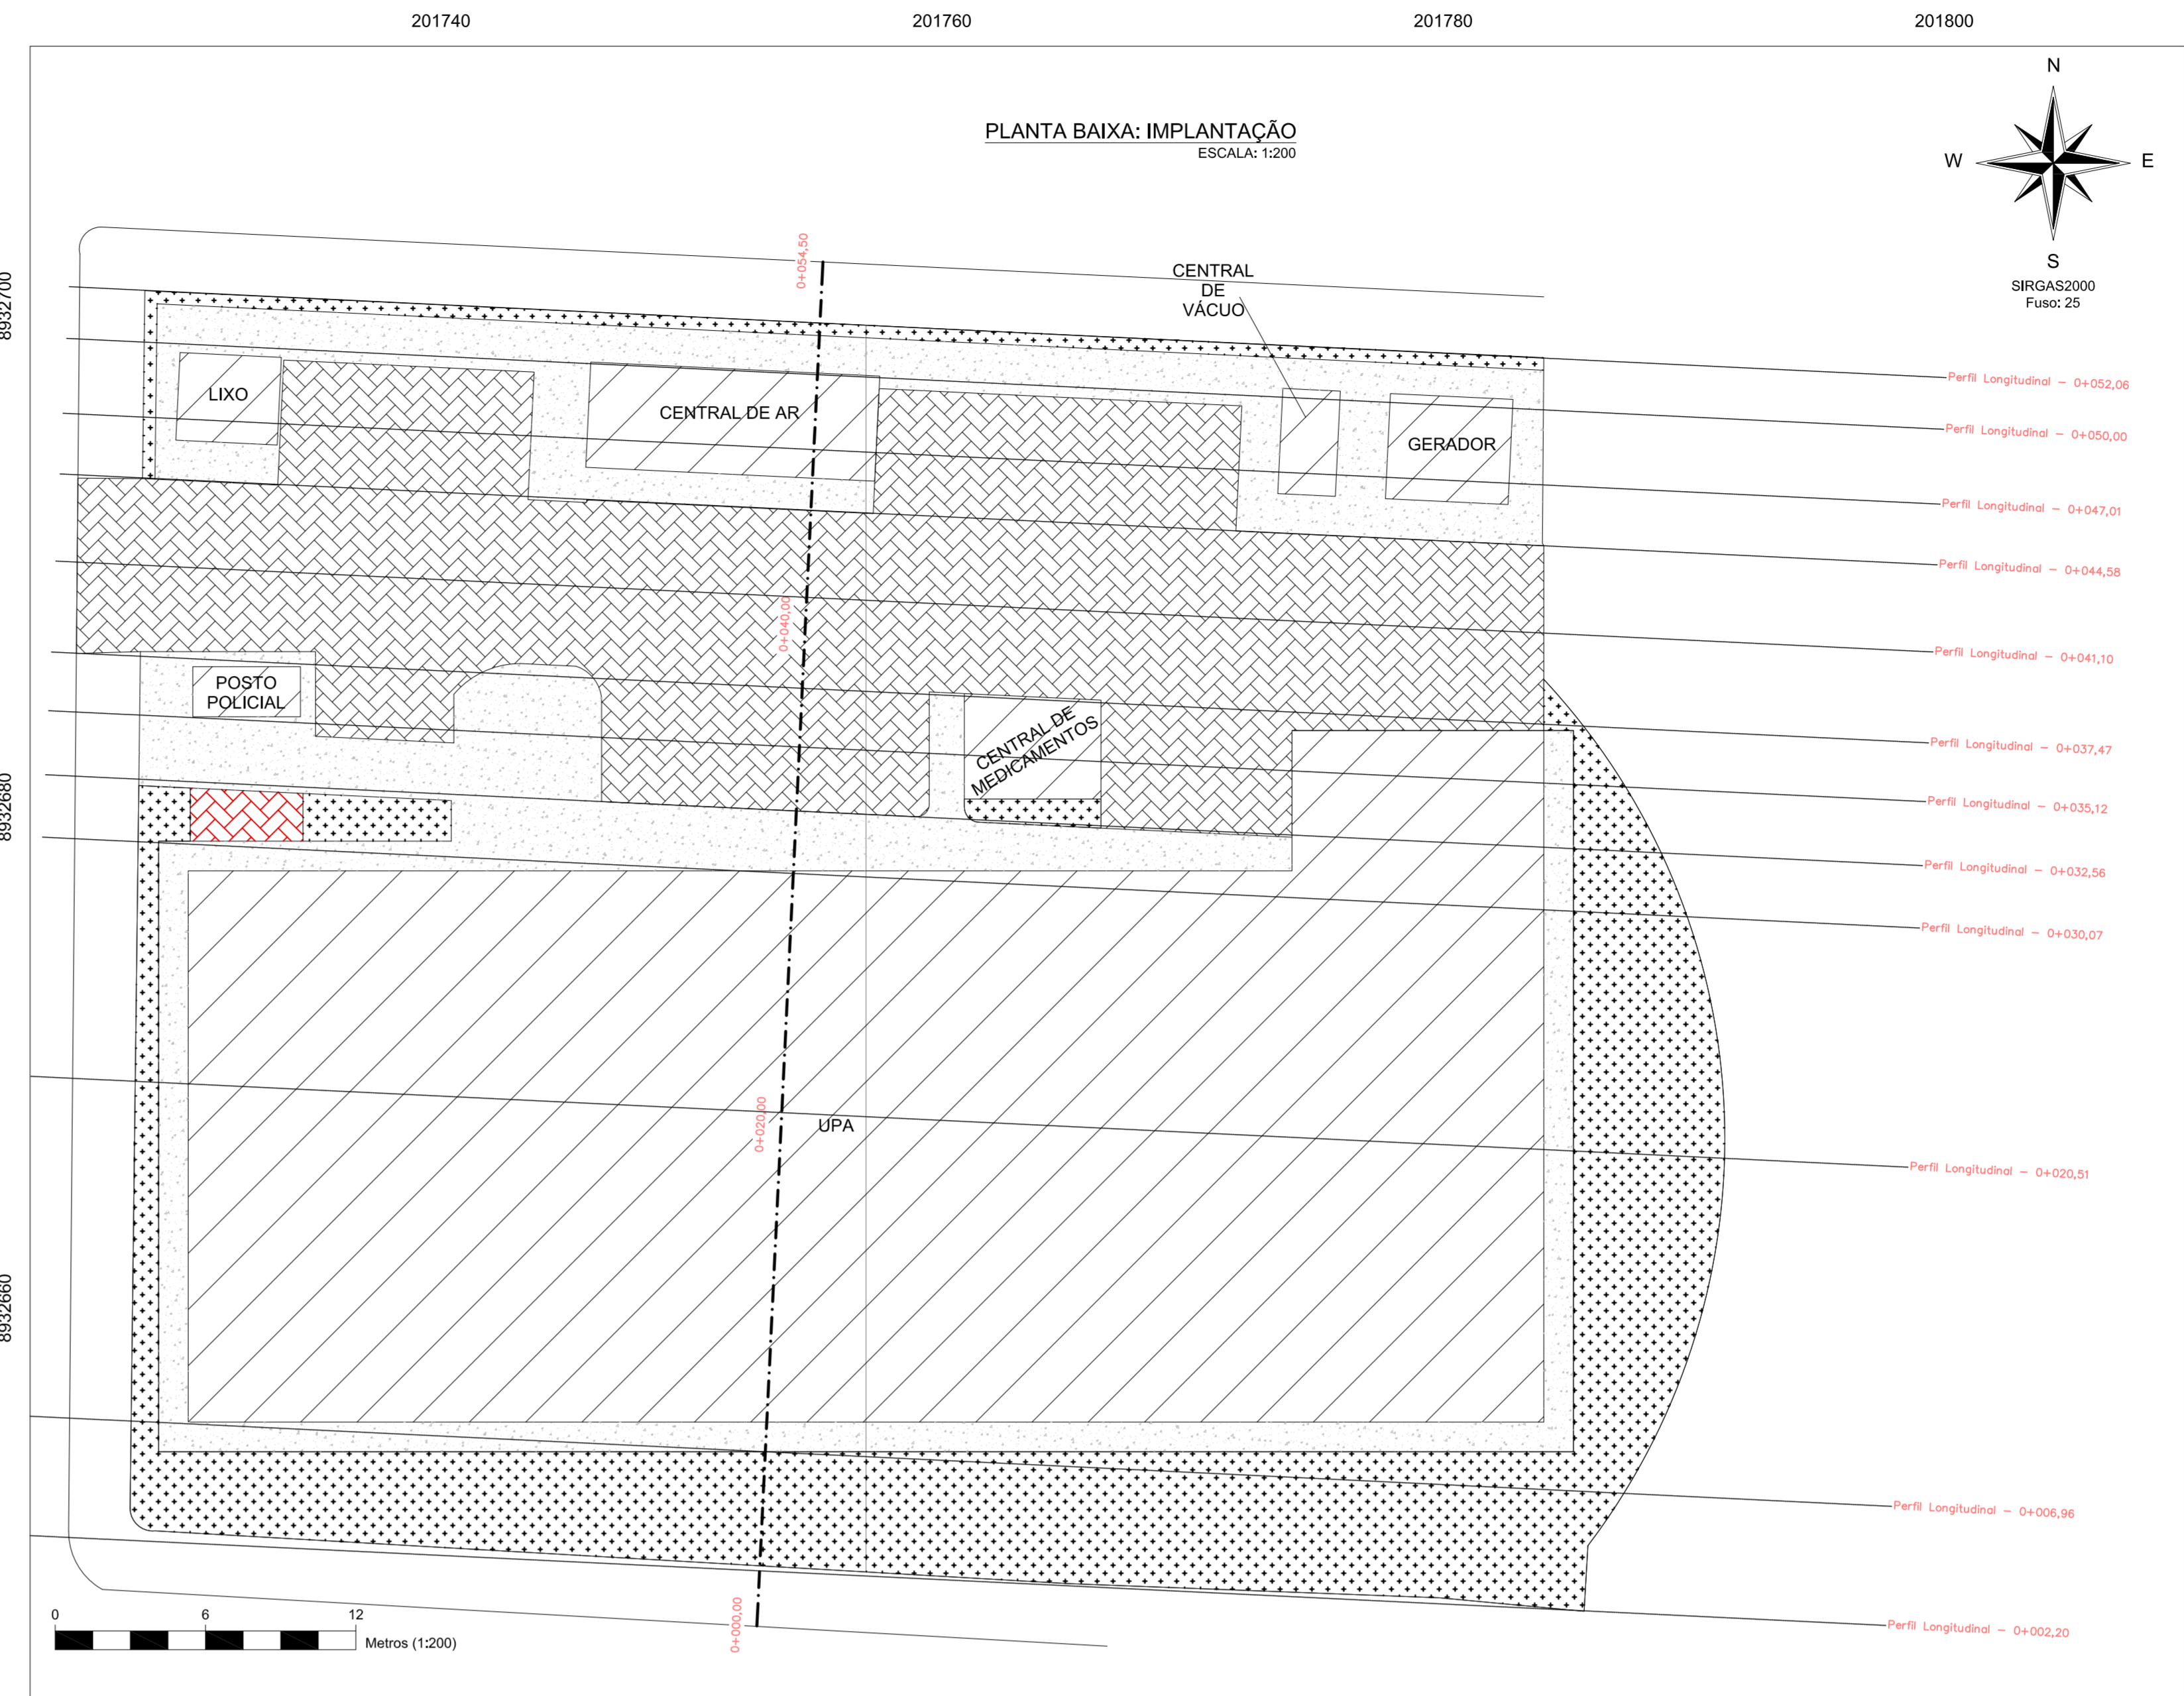 201740
201760
201780
201800
PLANTA BAIXA: IMPLANTAÇÃO
ESCALA: 1:200
N
W
E
S
SIRGAS2000
Fuso: 25
8932700
8932680
8932660
0+054,50
CENTRAL
DE
VÁCUO
LIXO
CENTRAL DE AR
GERADOR
Perfil Longitudinal – 0+052,06
Perfil Longitudinal – 0+050,00
Perfil Longitudinal – 0+047,01
Perfil Longitudinal – 0+044,58
0+040,00
Perfil Longitudinal – 0+041,10
POSTO
POLICIAL
CENTRAL DE
MEDICAMENTOS
Perfil Longitudinal – 0+037,47
Perfil Longitudinal – 0+035,12
Perfil Longitudinal – 0+032,56
Perfil Longitudinal – 0+030,07
0+020,00
UPA
Perfil Longitudinal – 0+020,51
Perfil Longitudinal – 0+006,96
0+000,00
Perfil Longitudinal – 0+002,20
0
6
12
Metros (1:200)